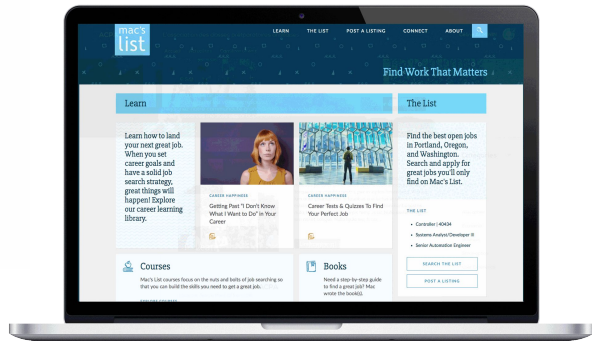 mac's
list
LEARN THE LIST POST A LISTING CONNECT ABOUT
Find Work That Matters
Learn
The List
Learn how to land
your next great job.
When you set
career goals and
have a solid job
search strategy,
great things will
happen! Explore
our career learning
library.
CAREER HAPPINESS
Getting Past "I Don't Know
What I Want to Do" in Your
Career
CAREER HAPPINESS
Career Tests & Quizzes To Find
Your Perfect Job
Find the best open jobs
in Portland, Oregon,
and Washington.
Search and apply for
great jobs you'll only
find on Mac's List.
THE LIST
Controller | 40434
Systems Analyst/Developer III
Senior Automation Engineer
SEARCH THE LIST
POST A LISTING
Courses
Mac's List courses focus on the nuts and bolts of job searching so
that you can build the skills you need to get a great job.
Books
Need a step-by-step guide
to find a great job? Mac
wrote the book(s).